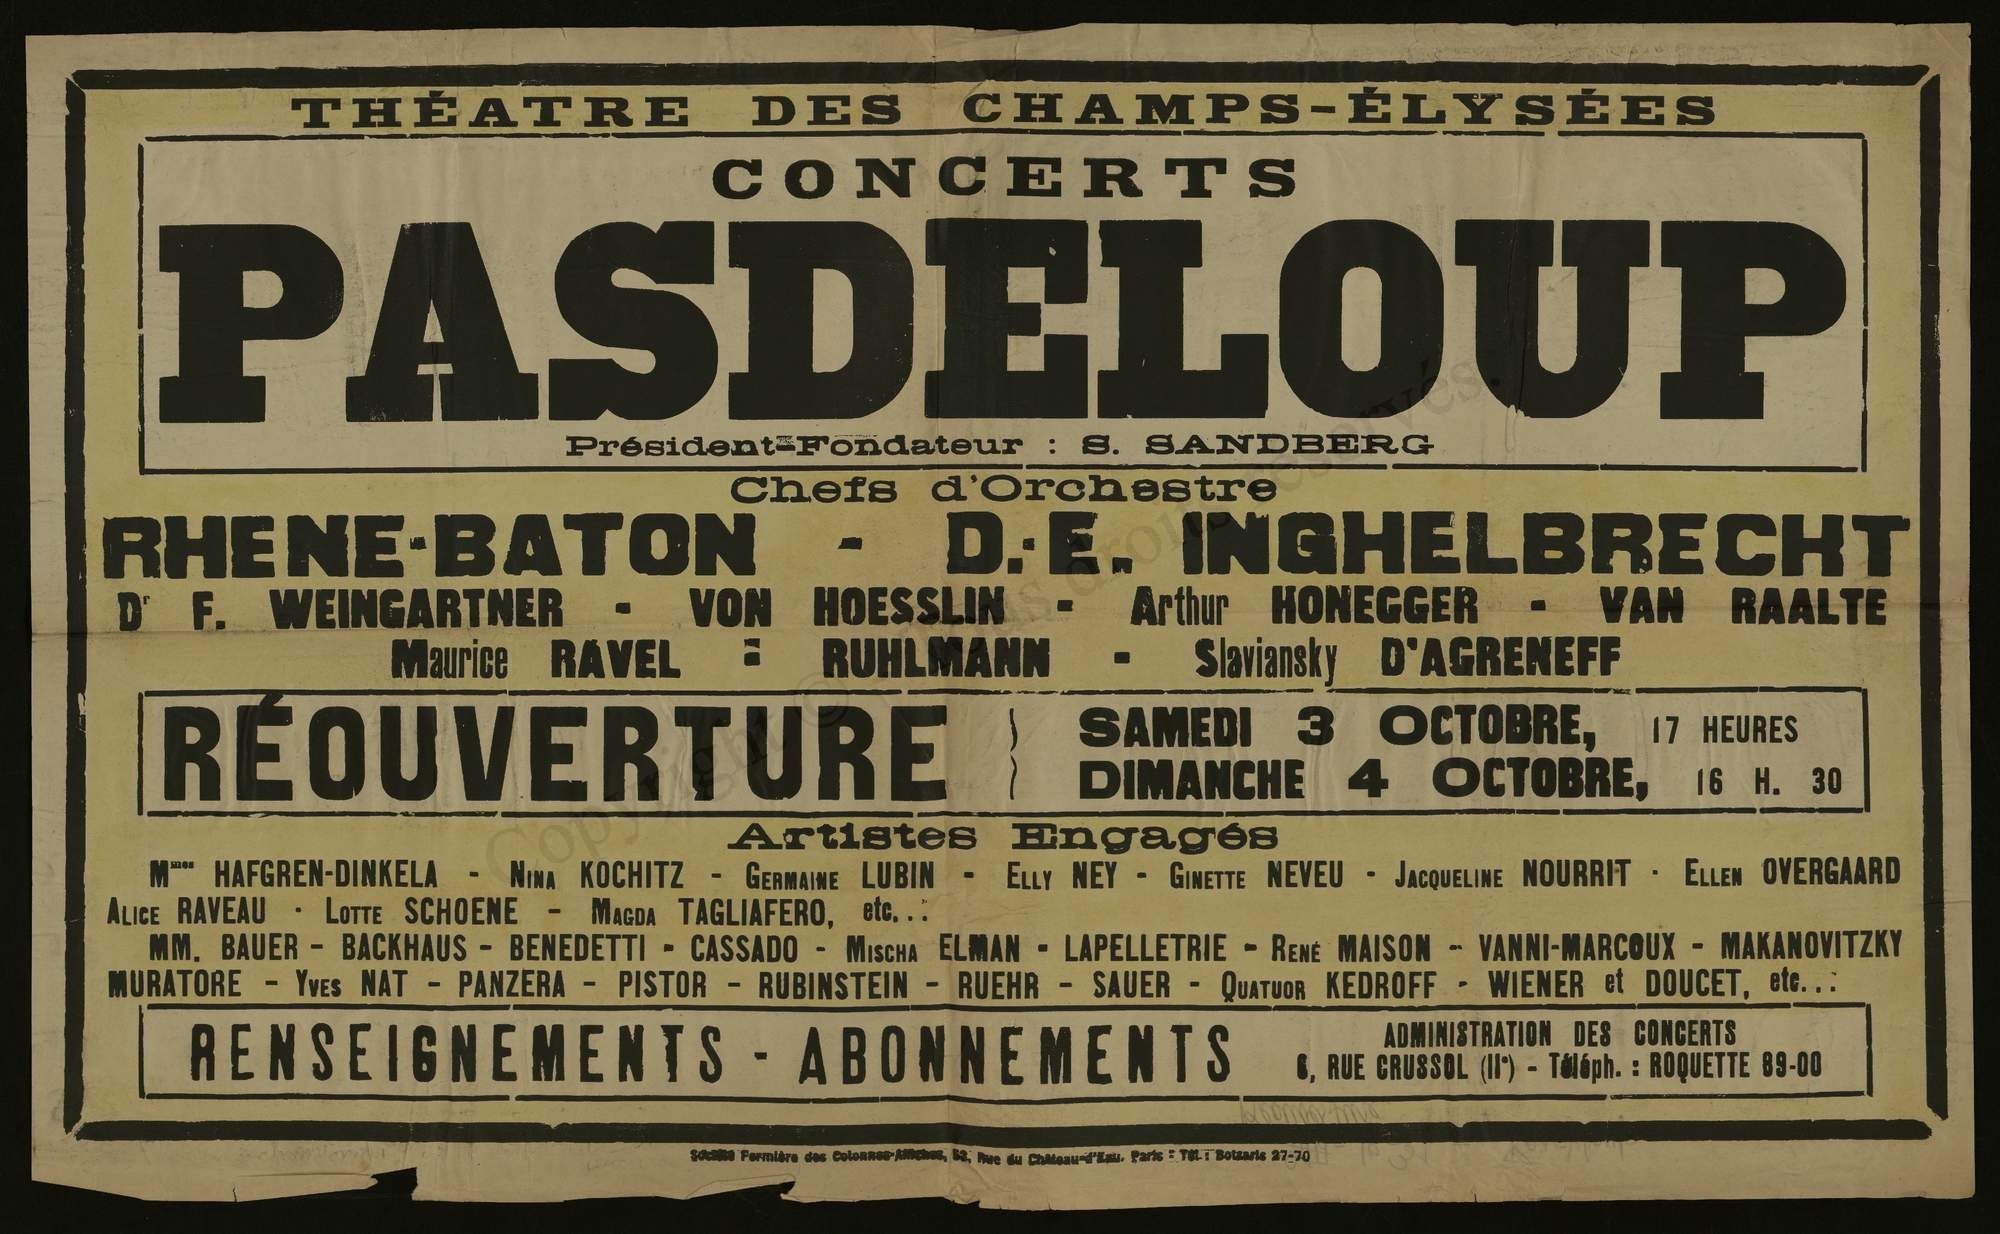 THÉATRE DES CHAMPS-ÉLYSÉES
CONCERTS
PASDELOUP
Président-Fondateur : S. SANDBERG
Chefs d'Orchestre
RHENE-BATON - D.-E. INGHELBRECHT
Dr F. WEINGARTNER - VON HOESSLIN - Arthur HONEGGER - VAN RAALTE
Maurice RAVEL - RUHLMANN - Slaviansky D'AGRENEFF
RÉOUVERTURE
SAMEDI 3 OCTOBRE, 17 HEURES
DIMANCHE 4 OCTOBRE, 16 H. 30
Artistes Engagés
Mmes HAFGREN-DINKELA - NINA KOCHITZ - GERMAINE LUBIN - ELLY NEY - GINETTE NEVEU - JACQUELINE NOURRIT - ELLEN OVERGAARD
ALICE RAVEAU - LOTTE SCHOENE - MAGDA TAGLIAFERO, etc...
MM. BAUER - BACKHAUS - BENEDETTI - CASSADO - MISCHA ELMAN - LAPELLETRIE - RENÉ MAISON - VANNI-MARCOUX - MAKANOVITZKY
MURATORE - YVES NAT - PANZERA - PISTOR - RUBINSTEIN - RUEHR - SAUER - QUATUOR KEDROFF - WIENER et DOUCET, etc...
RENSEIGNEMENTS - ABONNEMENTS
ADMINISTRATION DES CONCERTS
6, RUE CRUSSOL (IIe) - Téléph. : ROQUETTE 89-00
Société Fermière des Colonnes-Affiches, 53, Rue du Château-d'Eau, Paris - Tél. : Botzaris 27-70
Copyright © Tous droits réservés.